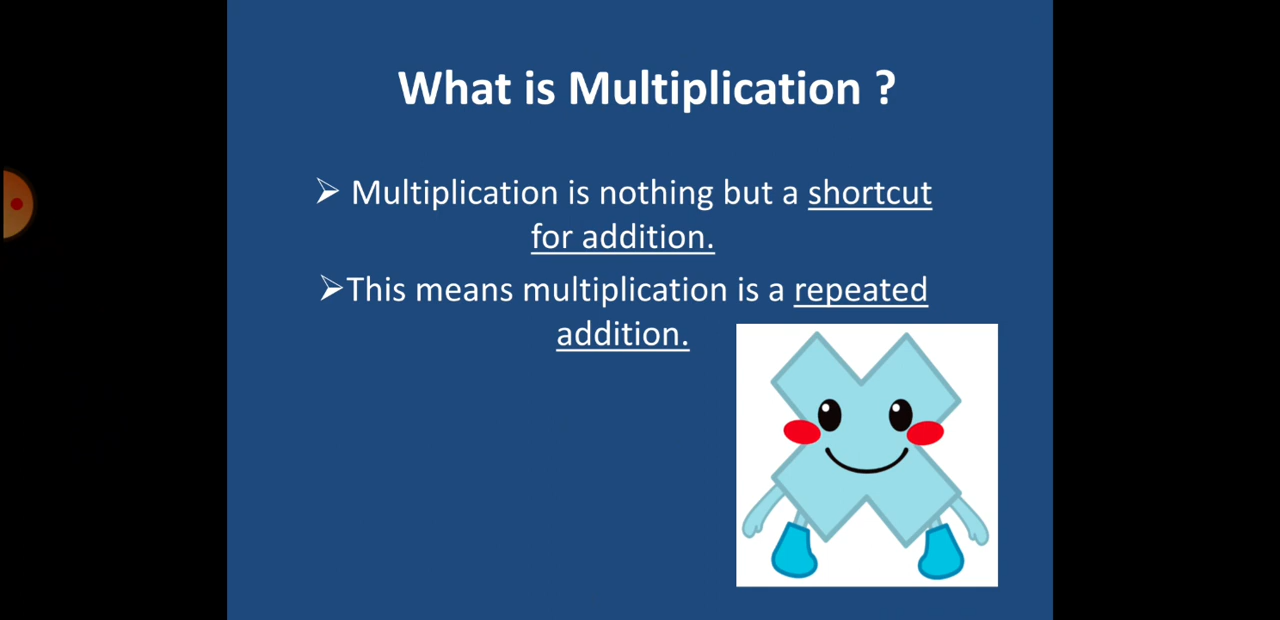 What is Multiplication ?
➢ Multiplication is nothing but a shortcut
for addition.
➢This means multiplication is a repeated
addition.